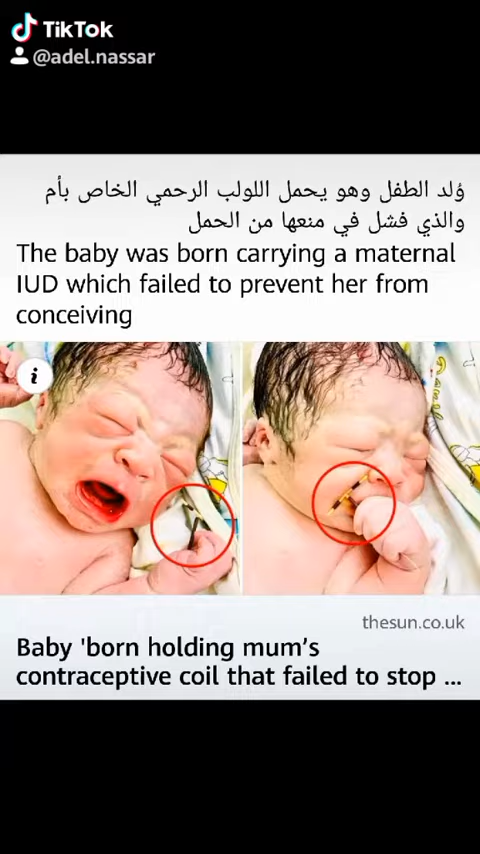 TikTok
@adel.nassar
وُلد الطفل وهو يحمل اللولب الرحمي الخاص بأم
والذي فشل في منعها من الحمل
The baby was born carrying a maternal
IUD which failed to prevent her from
conceiving
i
thesun.co.uk
Baby 'born holding mum's
contraceptive coil that failed to stop ...